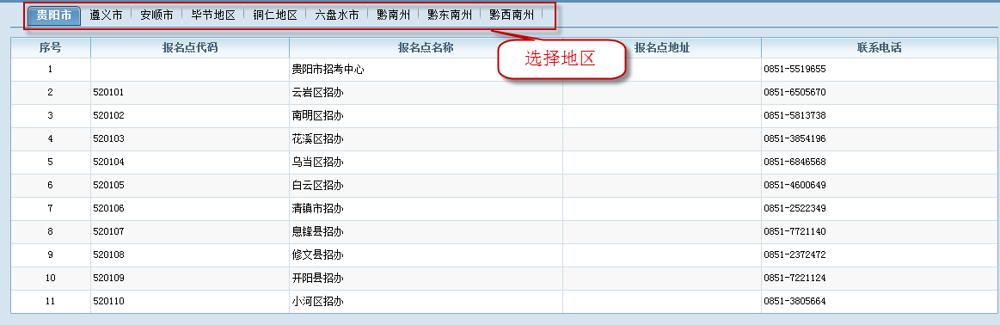 贵阳市 遵义市 安顺市 毕节地区 铜仁地区 六盘水市 黔南州 黔东南州 黔西南州
序号 报名点代码 报名点名称 报名点地址 联系电话
选择地区
1 贵阳市招考中心 0851-5519655
2 520101 云岩区招办 0851-6505670
3 520102 南明区招办 0851-5813738
4 520103 花溪区招办 0851-3854196
5 520104 乌当区招办 0851-6846568
6 520105 白云区招办 0851-4600649
7 520106 清镇市招办 0851-2522349
8 520107 息锋县招办 0851-7721140
9 520108 修文县招办 0851-2372472
10 520109 开阳县招办 0851-7221124
11 520110 小河区招办 0851-3805664